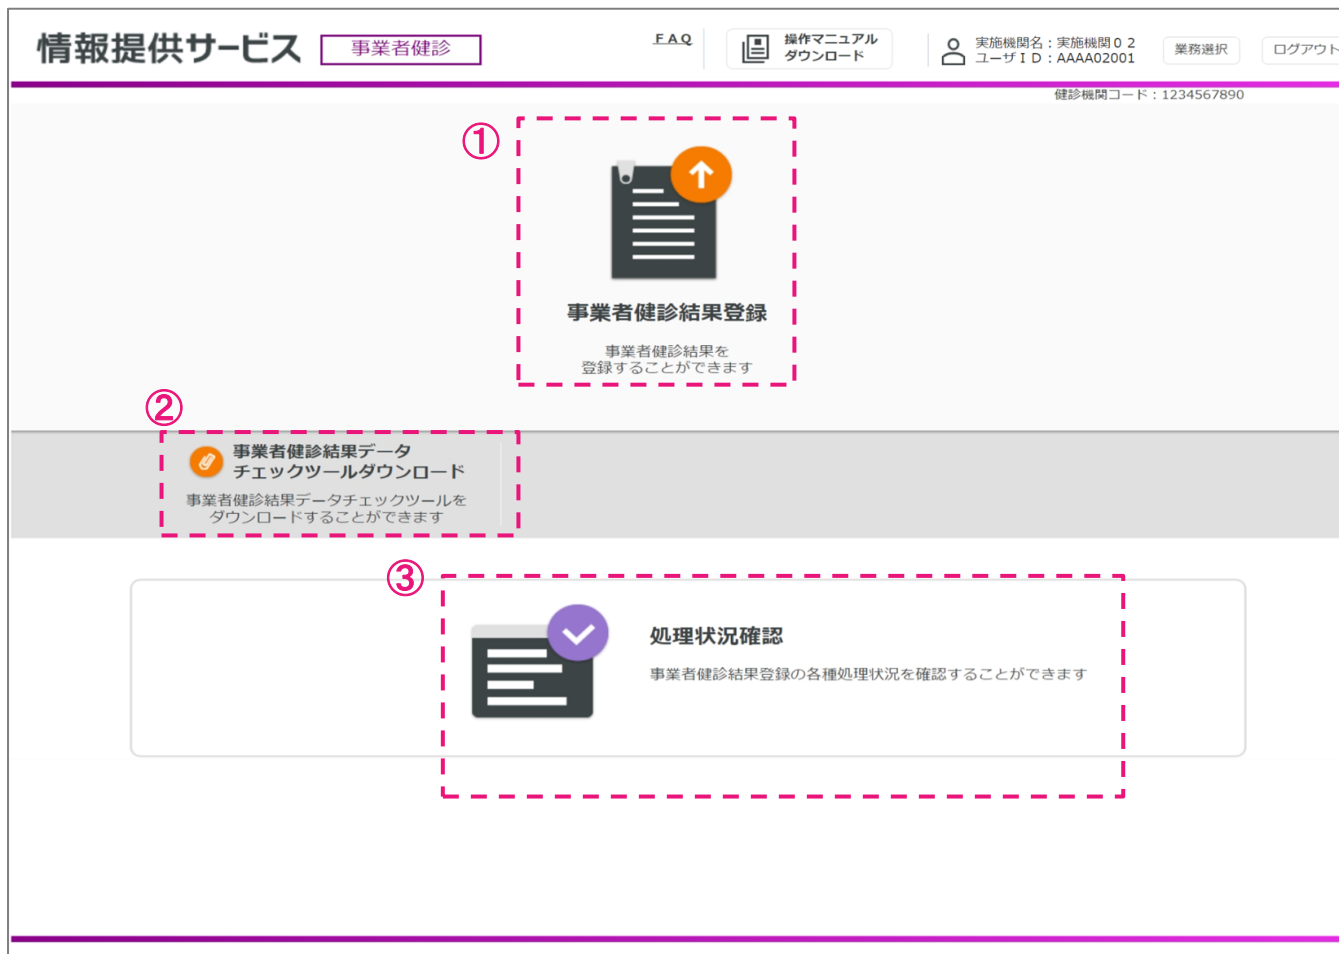 情報提供サービス 事業者健診
FAQ
操作マニュアル
ダウンロード
実施機関名：実施機関０２
ユーザＩＤ：AAAA02001
業務選択
ログアウト
健診機関コード：1234567890
①
事業者健診結果登録
事業者健診結果を
登録することができます
②
事業者健診結果データ
チェックツールダウンロード
事業者健診結果データチェックツールを
ダウンロードすることができます
③
処理状況確認
事業者健診結果登録の各種処理状況を確認することができます